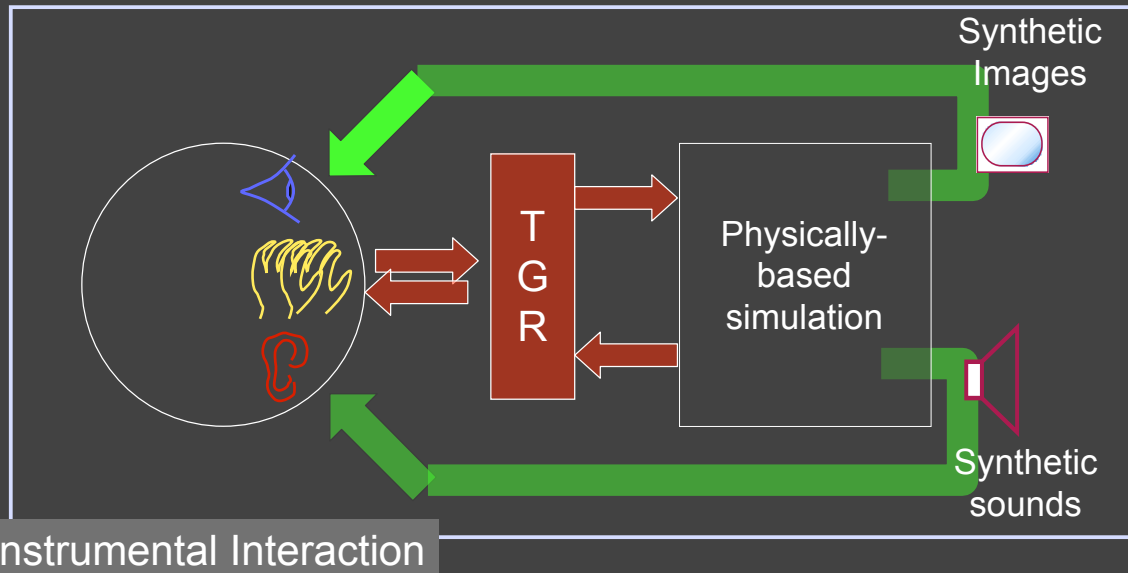 Synthetic
Images
T
G
R
Physically-
based
simulation
Synthetic
sounds
nstrumental Interaction